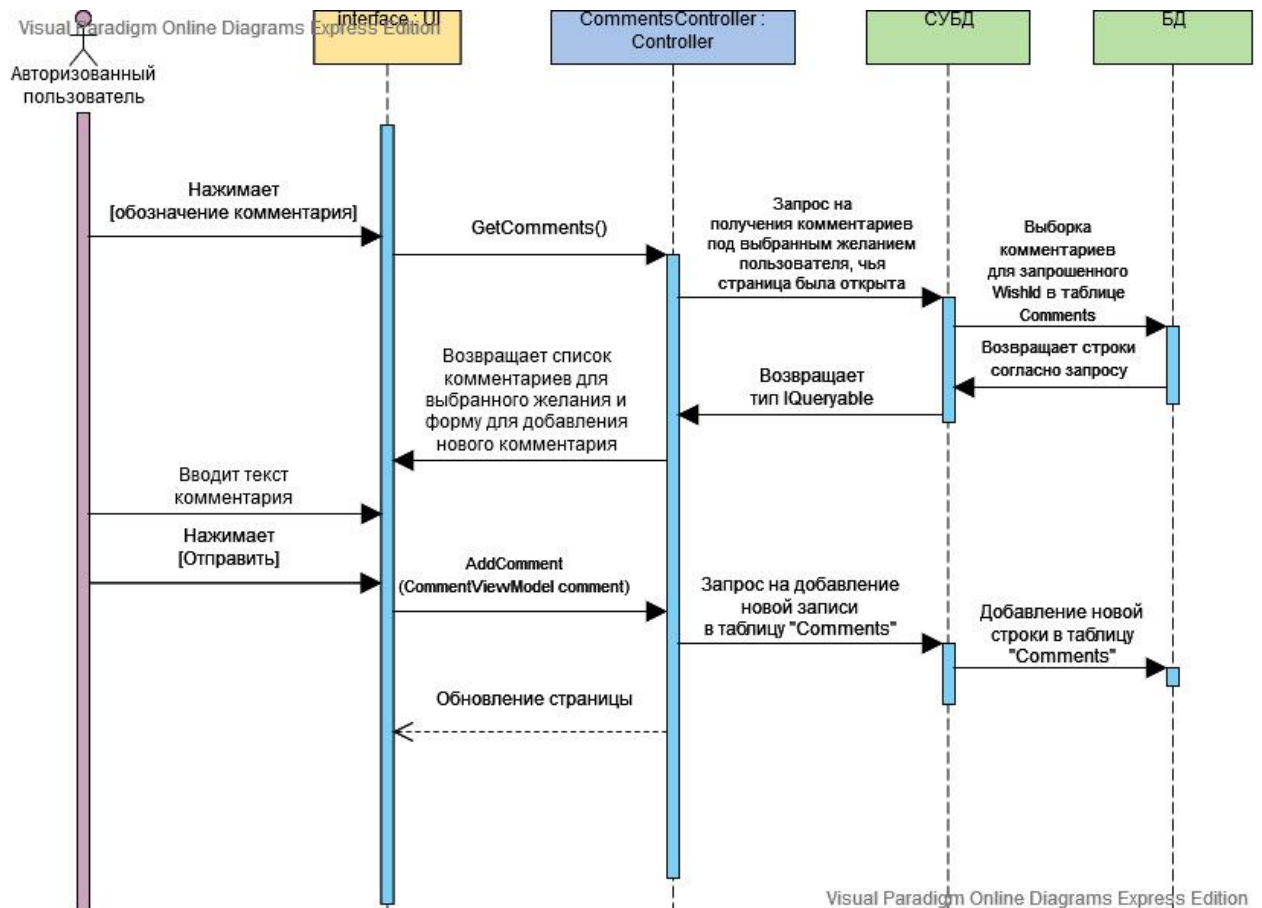 Visual Paradigm Online Diagrams Express Edition
interface : UI
CommentsController :
Controller
СУБД
БД
Авторизованный
пользователь
Нажимает
[обозначение комментария]
GetComments()
Запрос на
получения комментариев
под выбранным желанием
пользователя, чья
страница была открыта
Выборка
комментариев
для запрошенного
WishId в таблице
Comments
Возвращает строки
согласно запросу
Возвращает
тип IQueryable
Возвращает список
комментариев для
выбранного желания и
форму для добавления
нового комментария
Вводит текст
комментария
Нажимает
[Отправить]
AddComment
(CommentViewModel comment)
Запрос на добавление
новой записи
в таблицу "Comments"
Добавление новой
строки в таблицу
"Comments"
Обновление страницы
Visual Paradigm Online Diagrams Express Edition